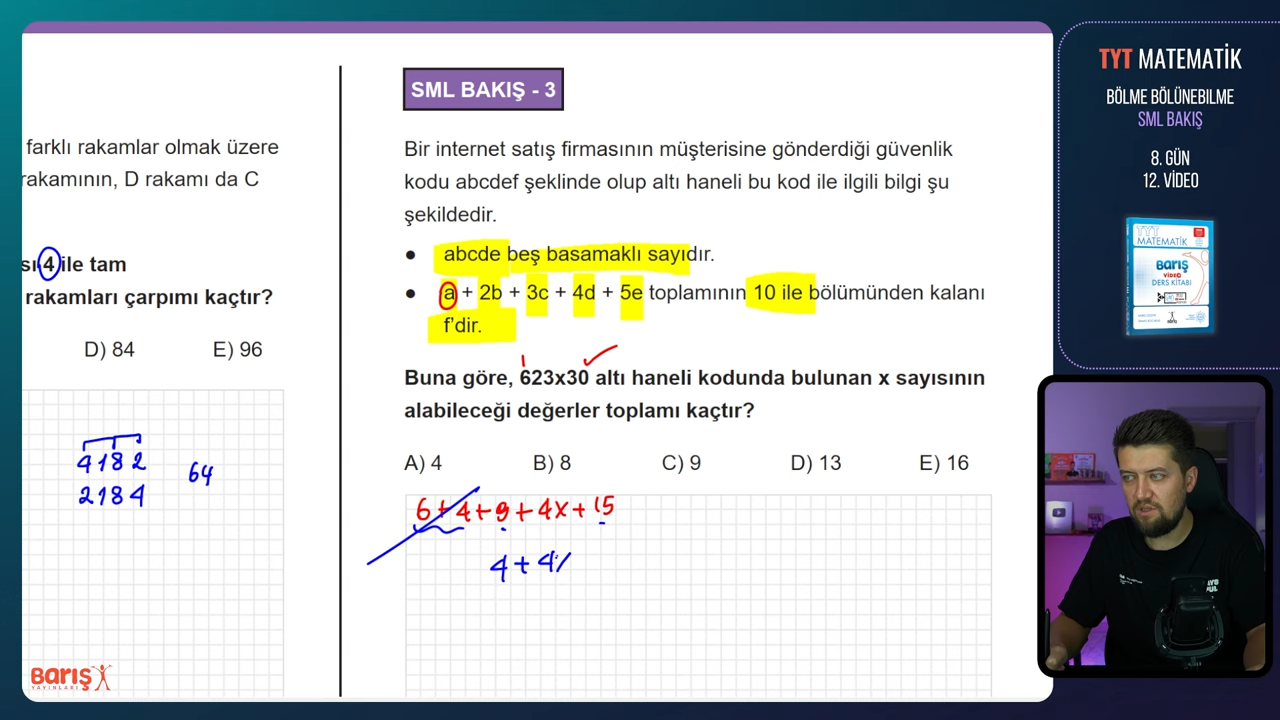 farklı rakamlar olmak üzere
rakamının, D rakamı da C
sı 4 ile tam
rakamları çarpımı kaçtır?
D) 84 E) 96
4182
2184
64
BARIŞ
YAYINLARI
SML BAKIŞ - 3
Bir internet satış firmasının müşterisine gönderdiği güvenlik
kodu abcdef şeklinde olup altı haneli bu kod ile ilgili bilgi şu
şekildedir.
• abcde beş basamaklı sayıdır.
• a + 2b + 3c + 4d + 5e toplamının 10 ile bölümünden kalanı
f'dir.
Buna göre, 623x30 altı haneli kodunda bulunan x sayısının
alabileceği değerler toplamı kaçtır?
A) 4 B) 8 C) 9 D) 13 E) 16
6 + 4 + 9 + 4x + 15
4 + 4x
TYT MATEMATİK
BÖLME BÖLÜNEBİLME
SML BAKIŞ
8. GÜN
12. VİDEO
TYT
MATEMATİK
BARIŞ
VİDEO
DERS KİTABI